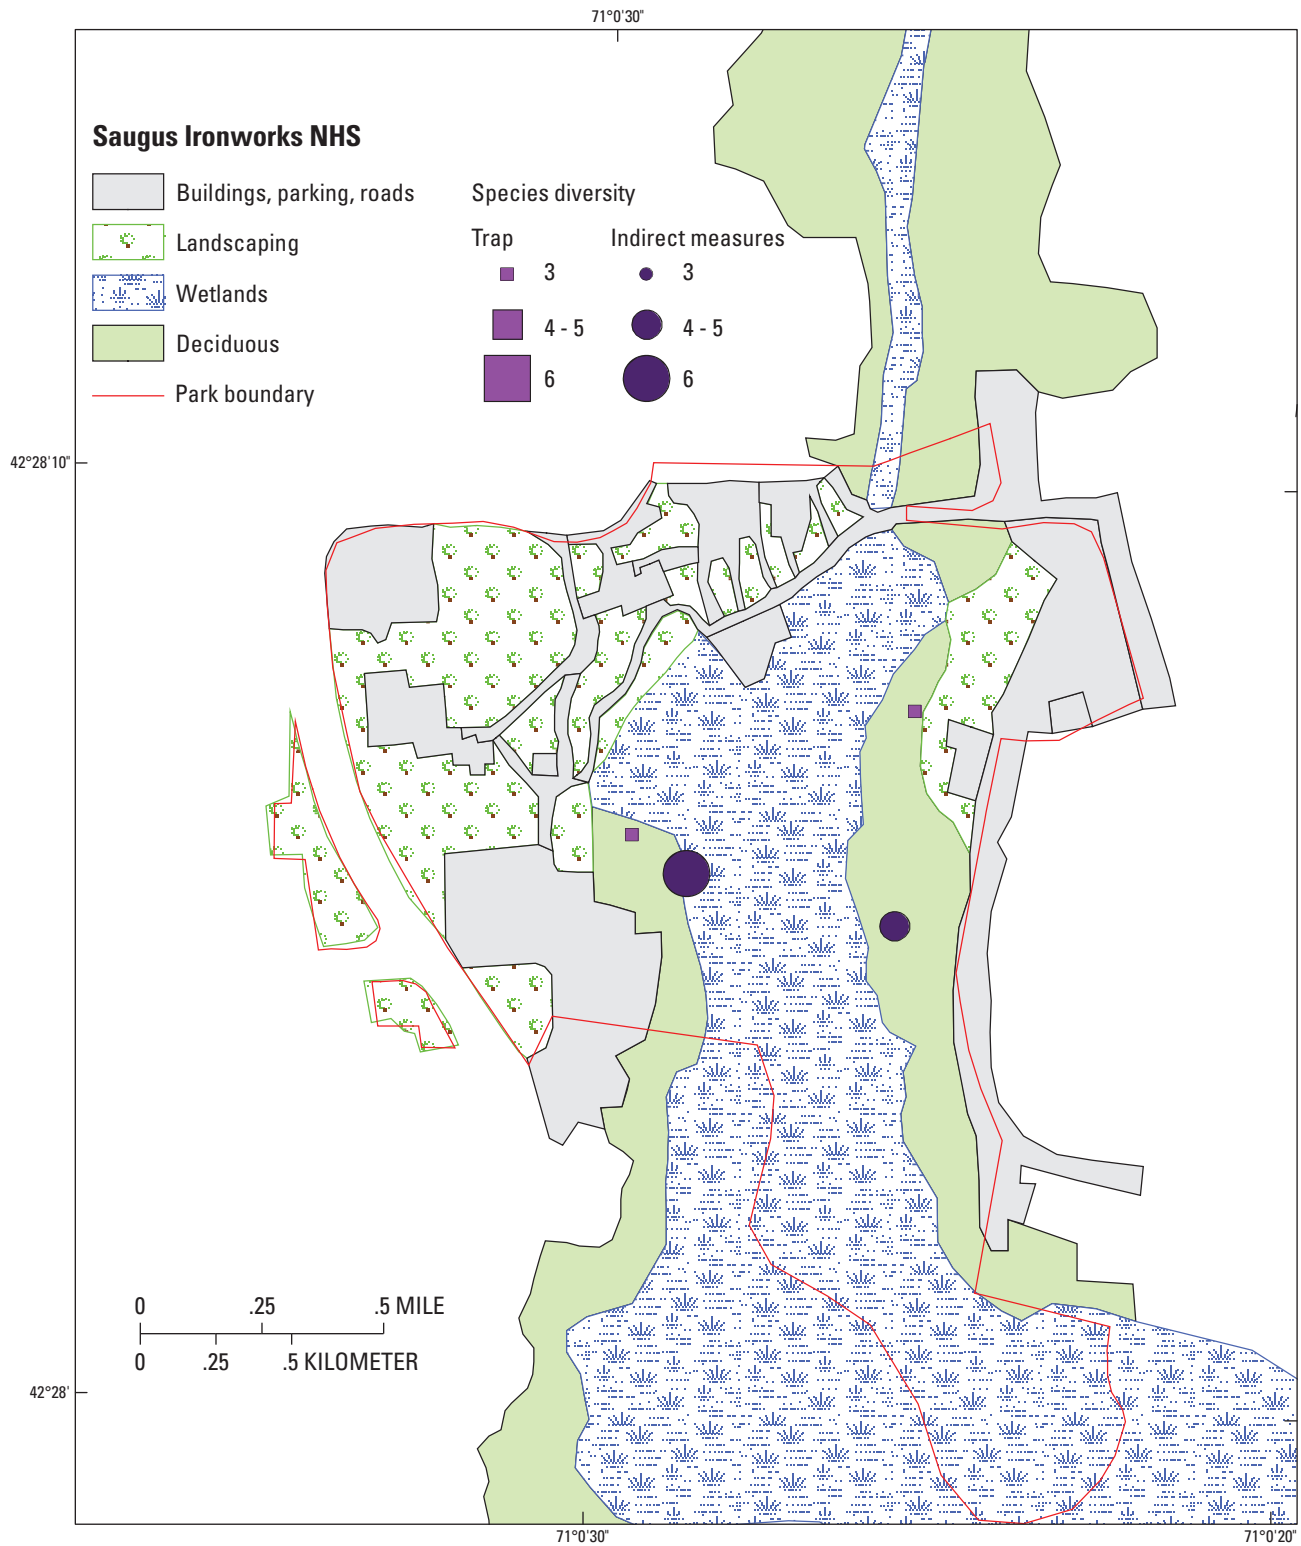 71°0'30"
Saugus Ironworks NHS
Buildings, parking, roads
Landscaping
Wetlands
Deciduous
Park boundary
Species diversity
Trap Indirect measures
3 3
4 - 5 4 - 5
6 6
42°28'10"
0 .25 .5 MILE
0 .25 .5 KILOMETER
42°28'
71°0'30" 71°0'20"